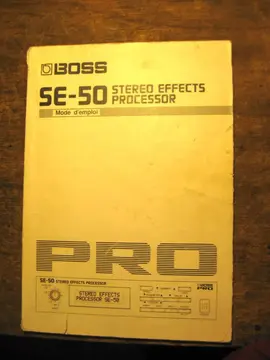 BOSS
SE-50 STEREO EFFECTS
PROCESSOR
Mode d'emploi
PRO
SE-50 STEREO EFFECTS PROCESSOR
STEREO EFFECTS
PROCESSOR SE-50